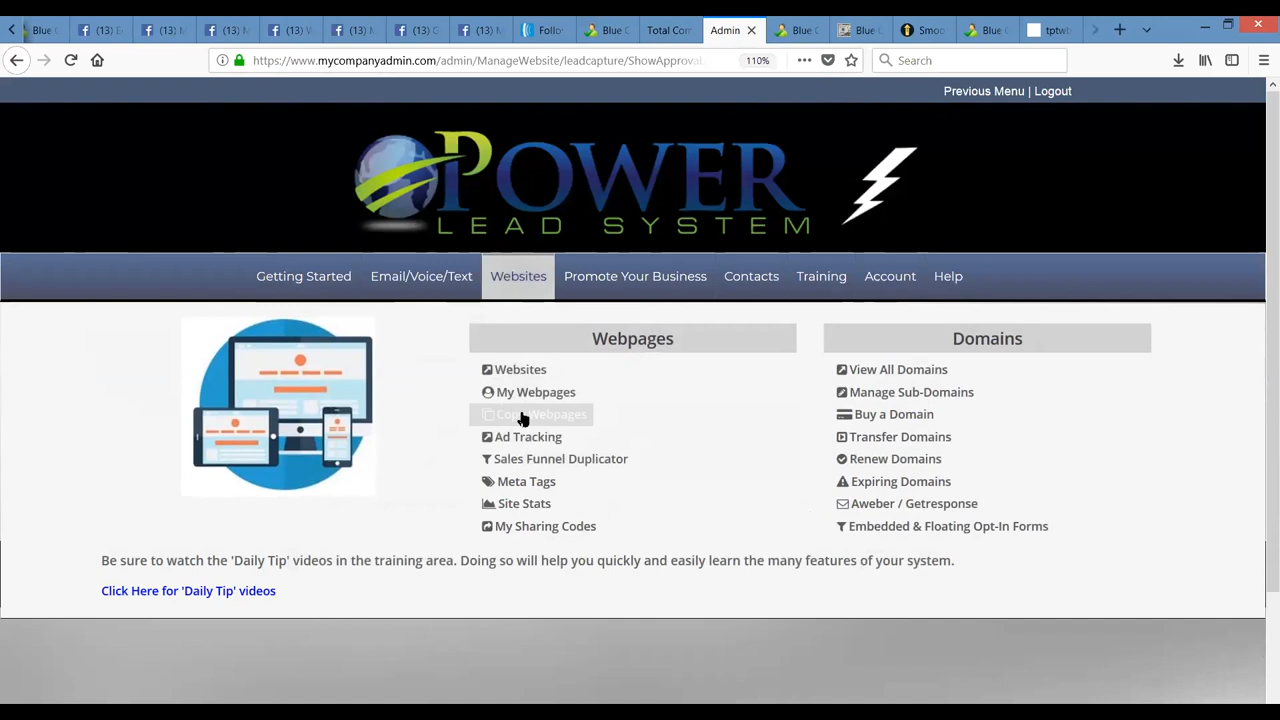 Blue C
(13) E
(13) M
(13) M
(13) W
(13) M
(13) G
(13) M
Follo
Blue C
Total Con
Admin
Blue C
Blue C
Smoo
Blue C
tptwb
https://www.mycompanyadmin.com/admin/ManageWebsite/leadcapture/ShowApproval.
110%
Search
Previous Menu | Logout
POWER
LEAD SYSTEM
Getting Started
Email/Voice/Text
Websites
Promote Your Business
Contacts
Training
Account
Help
Webpages
Websites
My Webpages
Copy Webpages
Ad Tracking
Sales Funnel Duplicator
Meta Tags
Site Stats
My Sharing Codes
Domains
View All Domains
Manage Sub-Domains
Buy a Domain
Transfer Domains
Renew Domains
Expiring Domains
Aweber / Getresponse
Embedded & Floating Opt-In Forms
Be sure to watch the 'Daily Tip' videos in the training area. Doing so will help you quickly and easily learn the many features of your system.
Click Here for 'Daily Tip' videos